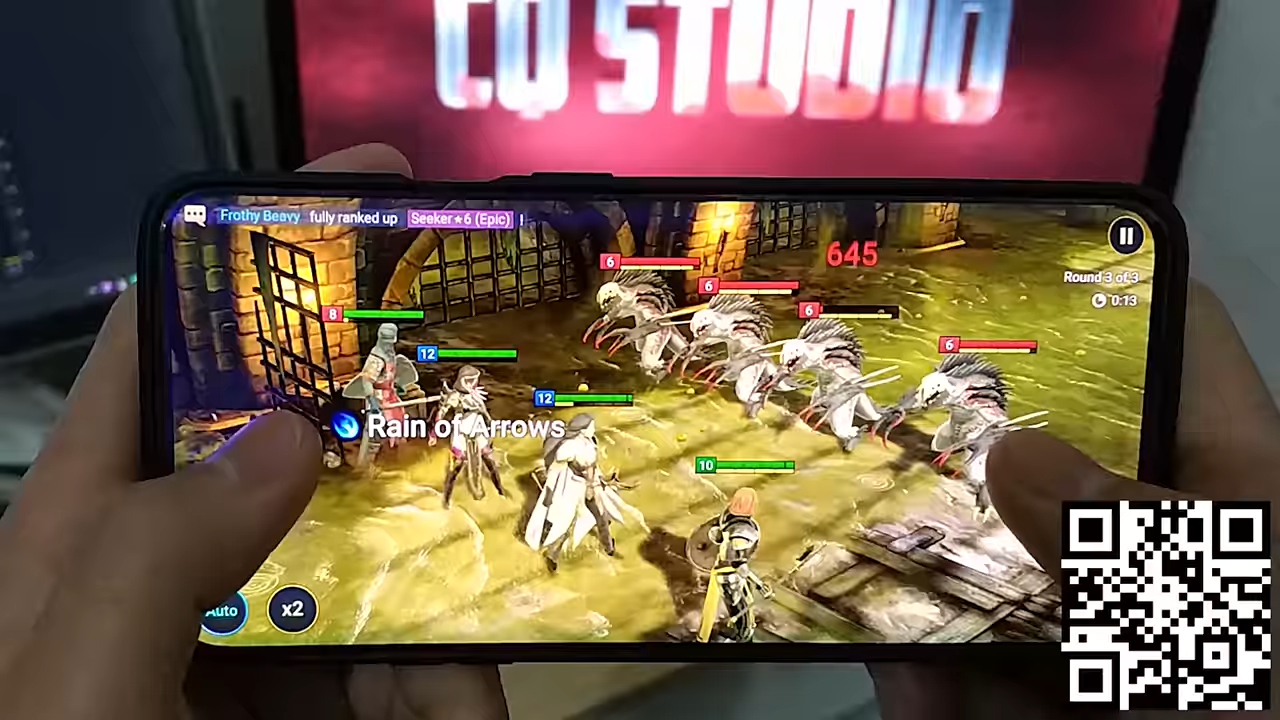 CQ STUDIO
Frothy Beavy fully ranked up Seeker★6 (Epic) !
645
Round 3 of 3
0:13
6
6
6
6
8
12
12
10
Rain of Arrows
Auto
x2